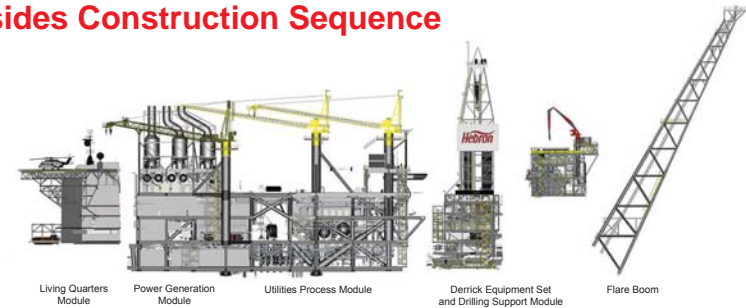 sides Construction Sequence
Hebron
Living Quarters
Module
Power Generation
Module
Utilities Process Module
Derrick Equipment Set
and Drilling Support Module
Flare Boom